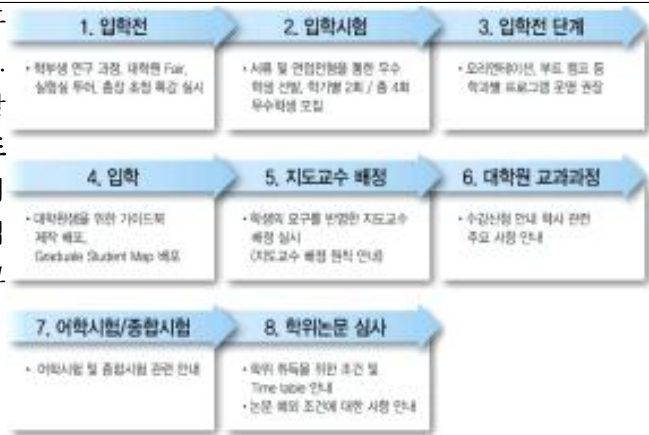 1. 입학전
• 학부생 연구 과정, 대학원 Fair,
실험실 투어, 총장 초청 특강 실시
2. 입학시험
• 서류 및 면접전형을 통한 우수
학생 선발, 학기별 2회 / 총 4회
우수학생 모집
3. 입학전 단계
• 오리엔테이션, 부트 캠프 등
학과별 프로그램 운영 권장
4. 입학
• 대학원생을 위한 가이드북
제작 배포,
Graduate Student Map 배포
5. 지도교수 배정
• 학생의 요구를 반영한 지도교수
배정 실시
(지도교수 배정 원칙 안내)
6. 대학원 교과과정
• 수강신청 안내 학사 관련
주요 사항 안내
7. 어학시험/종합시험
• 어학시험 및 종합시험 관련 안내
8. 학위논문 심사
• 학위 취득을 위한 조건 및
Time table 안내
• 논문 예외 조건에 대한 사항 안내